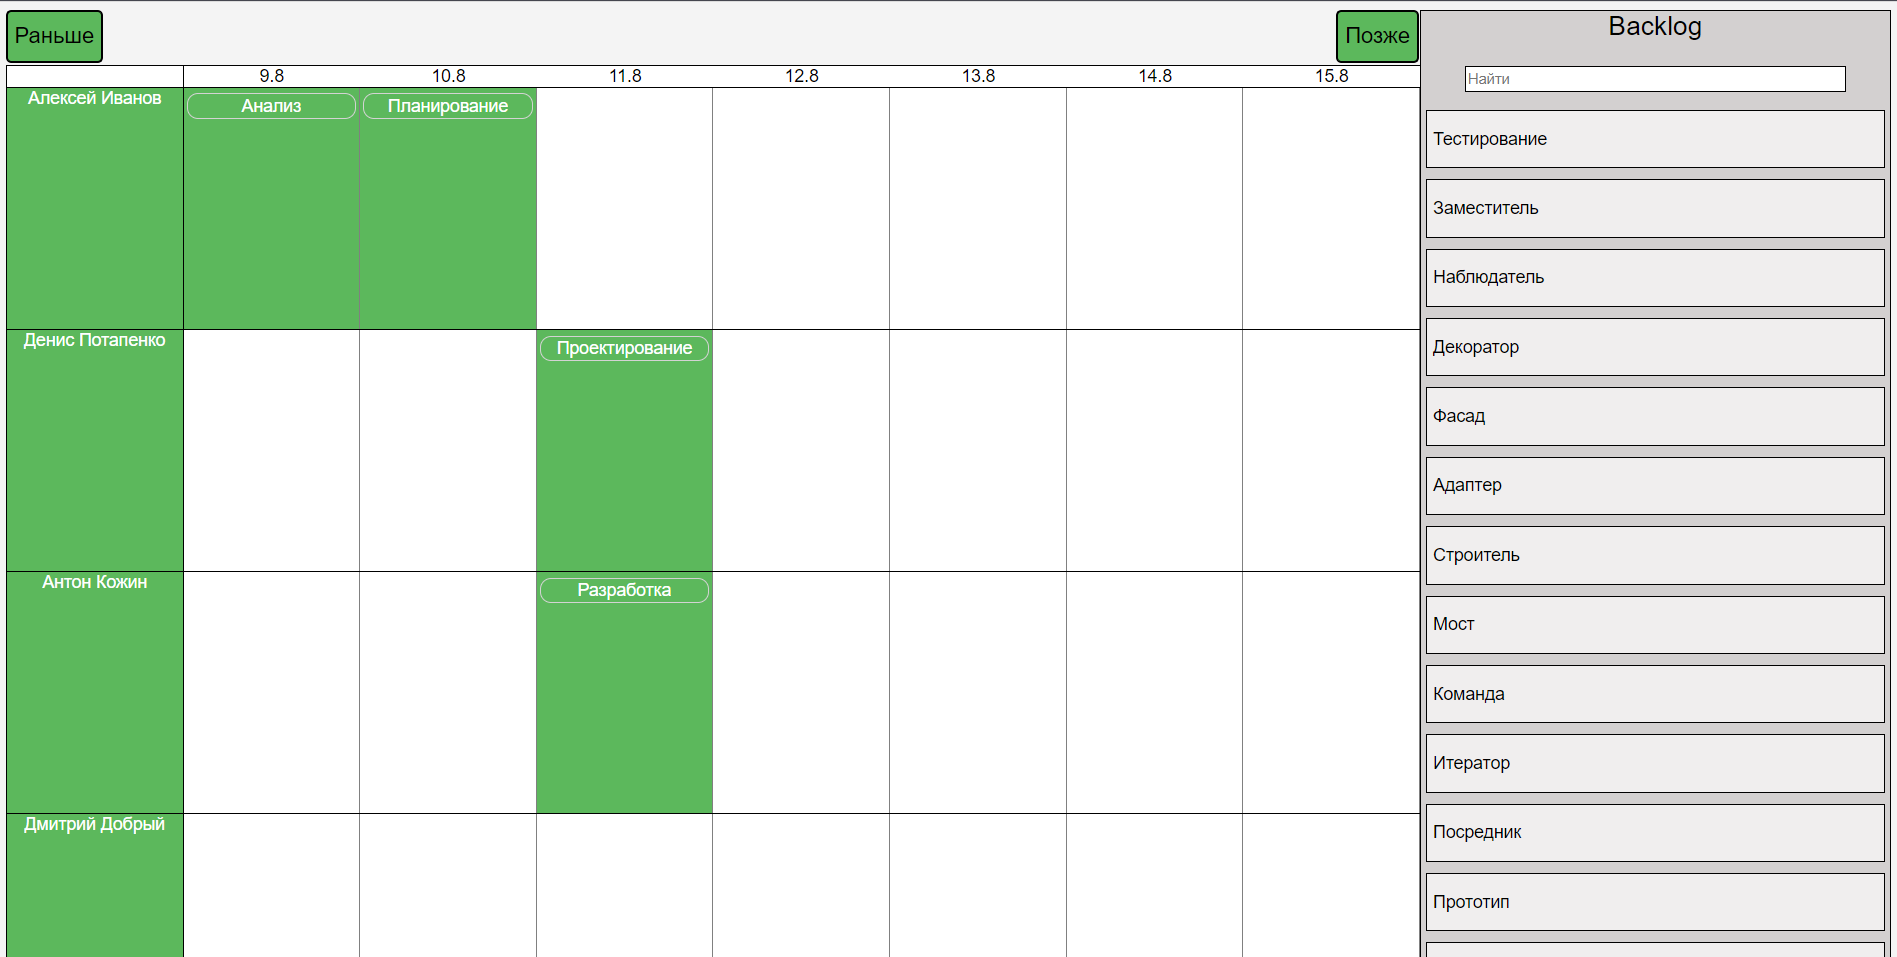 Раньше
Позже
9.8 10.8 11.8 12.8 13.8 14.8 15.8
Алексей Иванов Анализ Планирование
Денис Потапенко Проектирование
Антон Кожин Разработка
Дмитрий Добрый
Backlog
Найти
Тестирование
Заместитель
Наблюдатель
Декоратор
Фасад
Адаптер
Строитель
Мост
Команда
Итератор
Посредник
Прототип